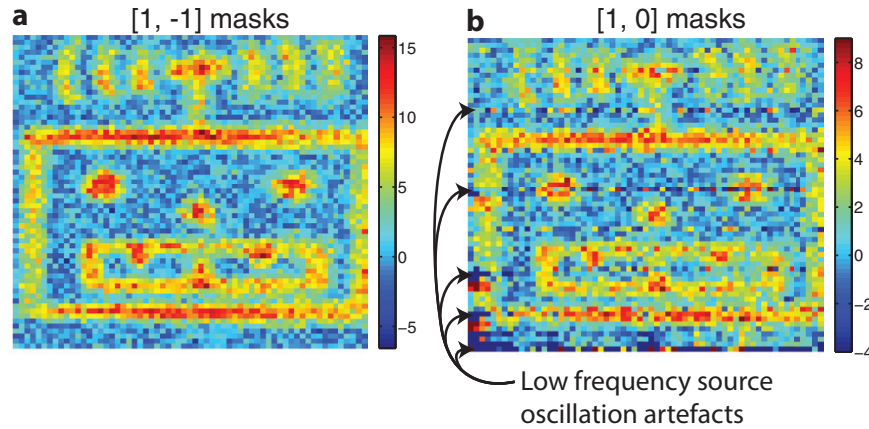 a
[1, -1] masks
15
10
5
0
−5
b
[1, 0] masks
8
6
4
2
0
−2
−4
Low frequency source
oscillation artefacts